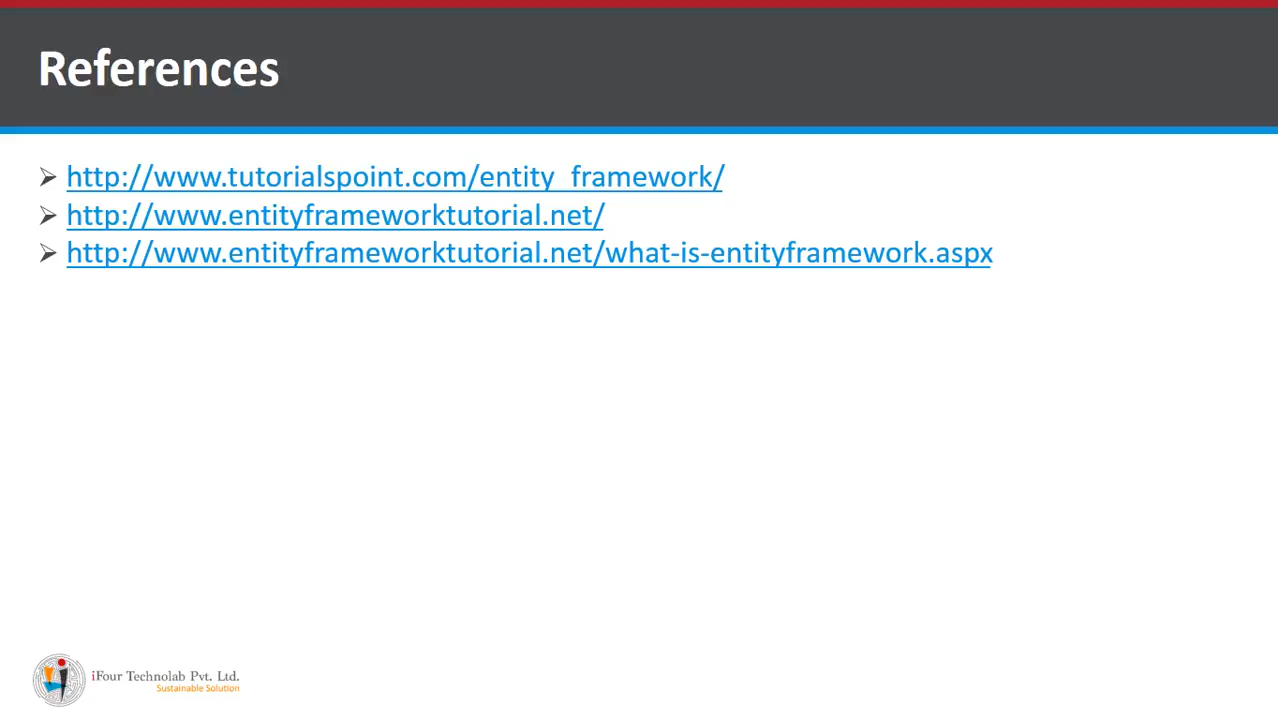 References
http://www.tutorialspoint.com/entity_framework/
http://www.entityframeworktutorial.net/
http://www.entityframeworktutorial.net/what-is-entityframework.aspx
iFour Technolab Pvt. Ltd.
Sustainable Solution